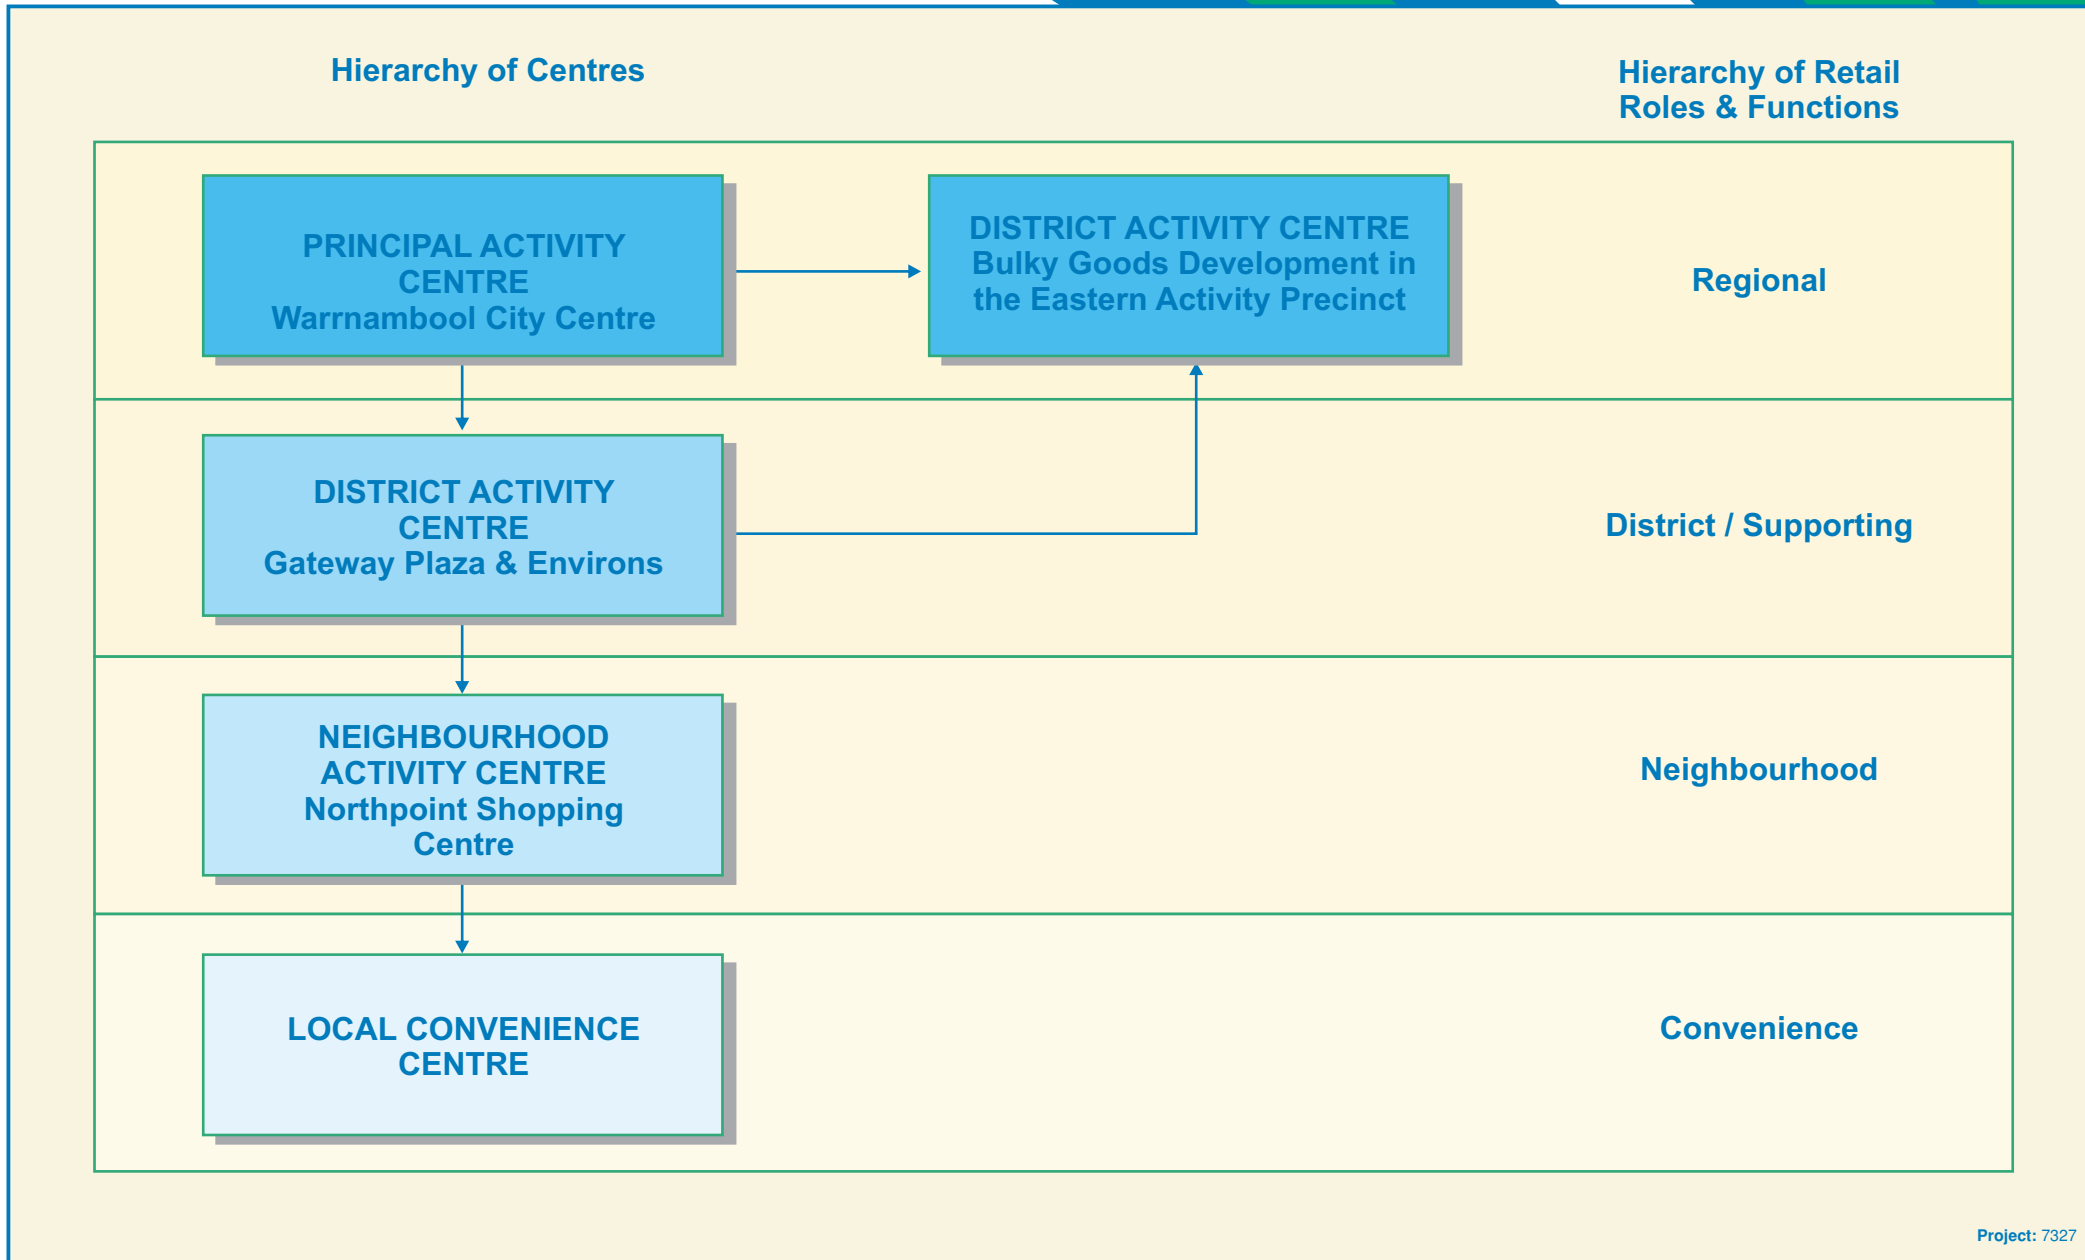 Hierarchy of Centres
Hierarchy of Retail
Roles & Functions
PRINCIPAL ACTIVITY
CENTRE
Warrnambool City Centre
DISTRICT ACTIVITY CENTRE
Bulky Goods Development in
the Eastern Activity Precinct
Regional
DISTRICT ACTIVITY
CENTRE
Gateway Plaza & Environs
District / Supporting
NEIGHBOURHOOD
ACTIVITY CENTRE
Northpoint Shopping
Centre
Neighbourhood
LOCAL CONVENIENCE
CENTRE
Convenience
Project: 7327